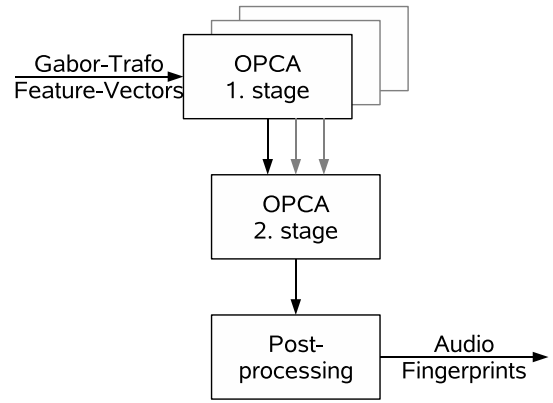 Gabor-Trafo
Feature-Vectors
OPCA
1. stage
OPCA
2. stage
Post-
processing
Audio
Fingerprints